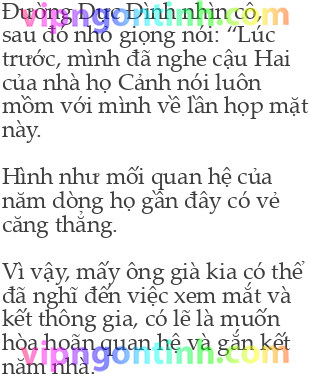 Đường Dục Đình nhìn cô,
vipngontinh.com
sau đó nhỏ giọng nói: “Lúc
trước, mình đã nghe cậu Hai
của nhà họ Cảnh nói luôn
mồm với mình về lần họp mặt
này.
Hình như mối quan hệ của
năm dòng họ gần đây có vẻ
căng thẳng.
Vì vậy, mấy ông già kia có thể
đã nghĩ đến việc xem mắt và
kết thông gia, có lẽ là muốn
hòa hoãn quan hệ và gắn kết
vipngontinh.com
năm nhà.